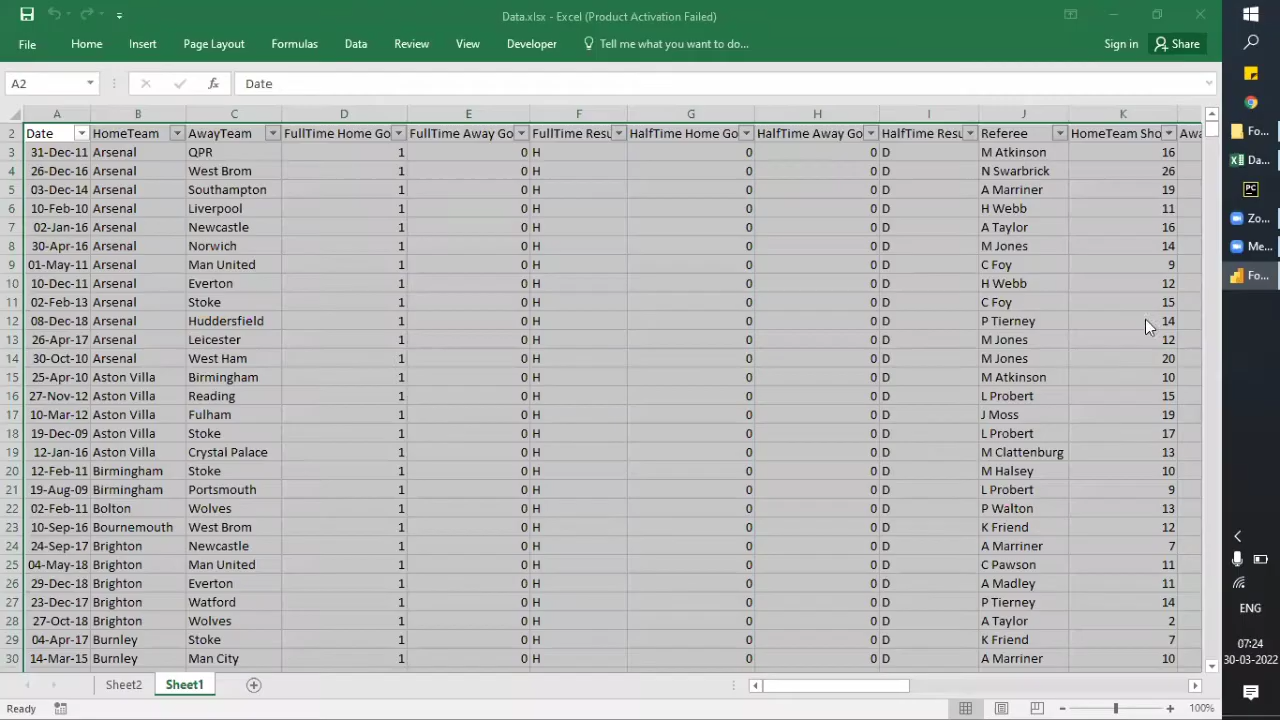 Data.xlsx - Excel (Product Activation Failed)
File Home Insert Page Layout Formulas Data Review View Developer Tell me what you want to do... Sign in Share
A2 fx Date
A B C D E F G H I J K
2 Date HomeTeam AwayTeam FullTime Home Go FullTime Away Go FullTime Resu HalfTime Home Go HalfTime Away Go HalfTime Resu Referee HomeTeam Sho Awa
3 31-Dec-11 Arsenal QPR 1 0 H 0 0 D M Atkinson 16
4 26-Dec-16 Arsenal West Brom 1 0 H 0 0 D N Swarbrick 26
5 03-Dec-14 Arsenal Southampton 1 0 H 0 0 D A Marriner 19
6 10-Feb-10 Arsenal Liverpool 1 0 H 0 0 D H Webb 11
7 02-Jan-16 Arsenal Newcastle 1 0 H 0 0 D A Taylor 16
8 30-Apr-16 Arsenal Norwich 1 0 H 0 0 D M Jones 14
9 01-May-11 Arsenal Man United 1 0 H 0 0 D C Foy 9
10 10-Dec-11 Arsenal Everton 1 0 H 0 0 D H Webb 12
11 02-Feb-13 Arsenal Stoke 1 0 H 0 0 D C Foy 15
12 08-Dec-18 Arsenal Huddersfield 1 0 H 0 0 D P Tierney 14
13 26-Apr-17 Arsenal Leicester 1 0 H 0 0 D M Jones 12
14 30-Oct-10 Arsenal West Ham 1 0 H 0 0 D M Jones 20
15 25-Apr-10 Aston Villa Birmingham 1 0 H 0 0 D M Atkinson 10
16 27-Nov-12 Aston Villa Reading 1 0 H 0 0 D L Probert 15
17 10-Mar-12 Aston Villa Fulham 1 0 H 0 0 D J Moss 19
18 19-Dec-09 Aston Villa Stoke 1 0 H 0 0 D L Probert 17
19 12-Jan-16 Aston Villa Crystal Palace 1 0 H 0 0 D M Clattenburg 13
20 12-Feb-11 Birmingham Stoke 1 0 H 0 0 D M Halsey 10
21 19-Aug-09 Birmingham Portsmouth 1 0 H 0 0 D L Probert 9
22 02-Feb-11 Bolton Wolves 1 0 H 0 0 D P Walton 13
23 10-Sep-16 Bournemouth West Brom 1 0 H 0 0 D K Friend 12
24 24-Sep-17 Brighton Newcastle 1 0 H 0 0 D A Marriner 7
25 04-May-18 Brighton Man United 1 0 H 0 0 D C Pawson 11
26 29-Dec-18 Brighton Everton 1 0 H 0 0 D A Madley 11
27 23-Dec-17 Brighton Watford 1 0 H 0 0 D P Tierney 14
28 27-Oct-18 Brighton Wolves 1 0 H 0 0 D A Taylor 2
29 04-Apr-17 Burnley Stoke 1 0 H 0 0 D K Friend 7
30 14-Mar-15 Burnley Man City 1 0 H 0 0 D A Marriner 10
Sheet2 Sheet1
Ready 100%
Fo...
Da...
PC
Zo...
Me...
Fo...
ENG
07:24
30-03-2022